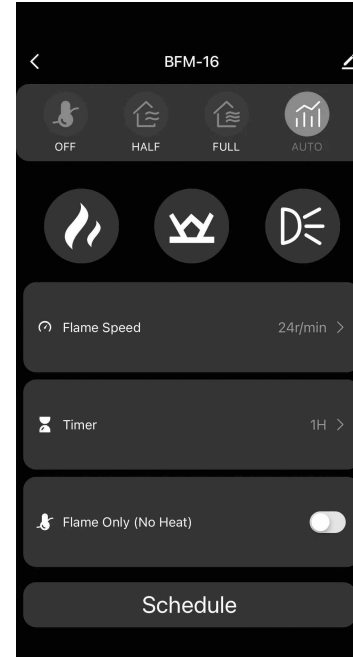 BFM-16
OFF HALF FULL AUTO
Flame Speed 24r/min
Timer 1H
Flame Only (No Heat)
Schedule